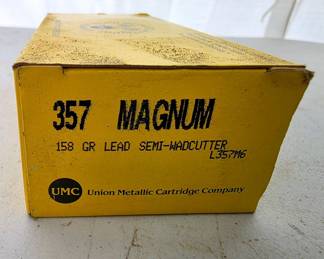 357 MAGNUM
158 GR LEAD SEMI-WADCUTTER
L357M6
UMC Union Metallic Cartridge Company